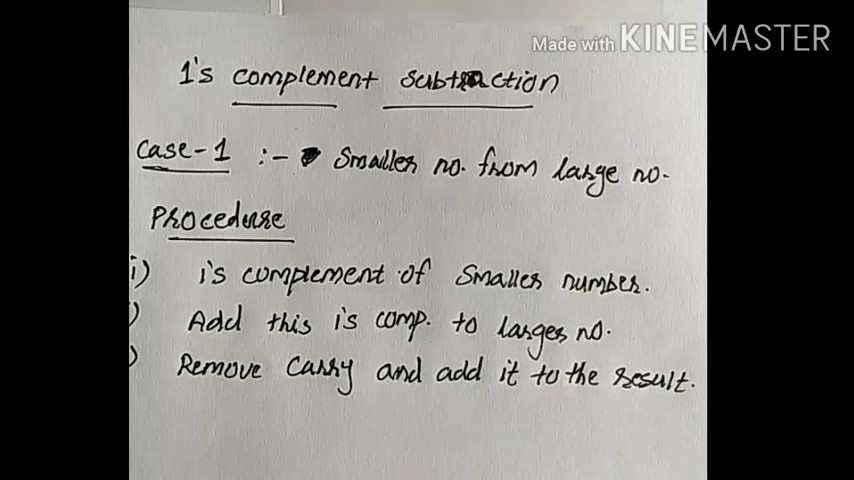 Made with KINEMASTER
1's complement subtraction
Case-1 :- Smaller no. from large no.
Procedure
i) 1's complement of smaller number.
) Add this 1's comp. to larger no.
) Remove carry and add it to the result.